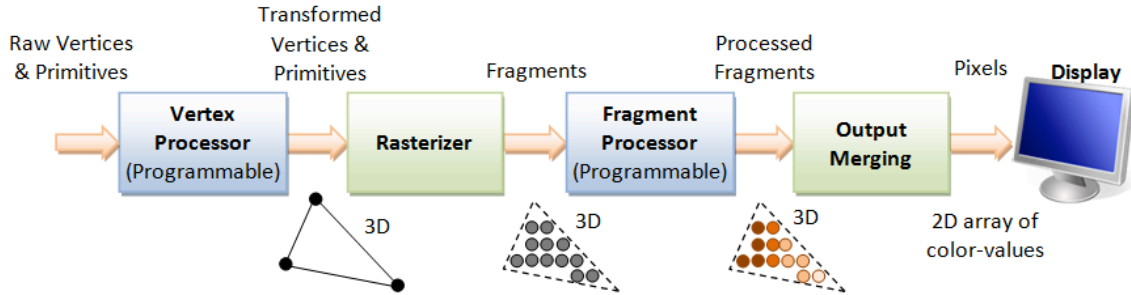 Raw Vertices
& Primitives
Vertex
Processor
(Programmable)
Transformed
Vertices &
Primitives
3D
Rasterizer
Fragments
3D
Fragment
Processor
(Programmable)
Processed
Fragments
3D
Output
Merging
Pixels
2D array of
color-values
Display